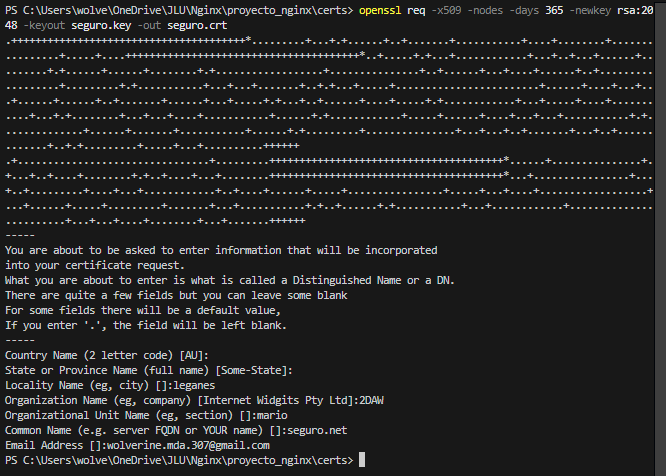 PS C:\Users\wolve\OneDrive\JLU\Nginx\proyecto_nginx\certs> openssl req -x509 -nodes -days 365 -newkey rsa:20
48 -keyout seguro.key -out seguro.crt
-----
You are about to be asked to enter information that will be incorporated
into your certificate request.
What you are about to enter is what is called a Distinguished Name or a DN.
There are quite a few fields but you can leave some blank
For some fields there will be a default value,
If you enter '.', the field will be left blank.
-----
Country Name (2 letter code) [AU]:
State or Province Name (full name) [Some-State]:
Locality Name (eg, city) []:leganes
Organization Name (eg, company) [Internet Widgits Pty Ltd]:2DAW
Organizational Unit Name (eg, section) []:mario
Common Name (e.g. server FQDN or YOUR name) []:seguro.net
Email Address []:wolverine.mda.307@gmail.com
PS C:\Users\wolve\OneDrive\JLU\Nginx\proyecto_nginx\certs>